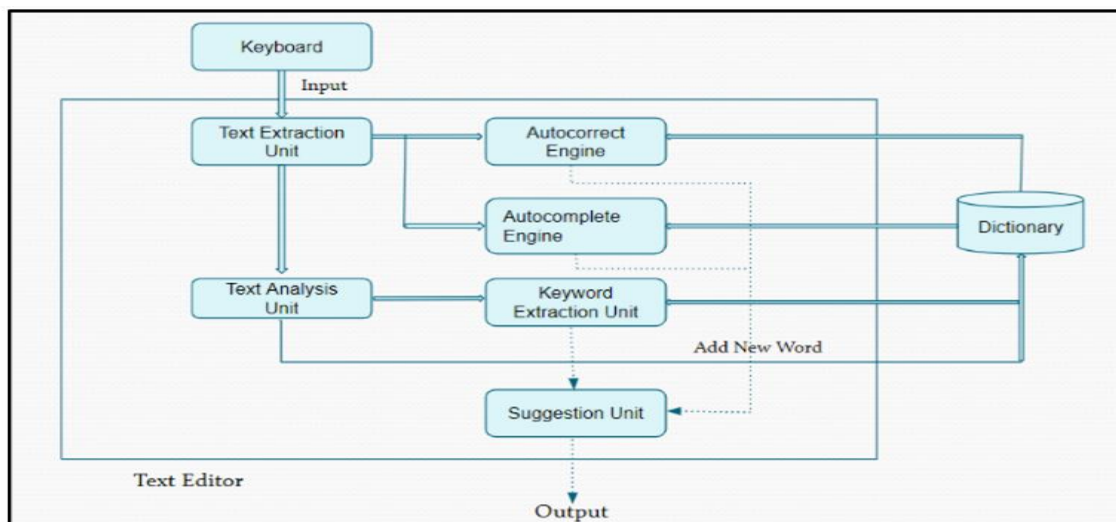 Keyboard
Input
Text Extraction
Unit
Autocorrect
Engine
Autocomplete
Engine
Dictionary
Text Analysis
Unit
Keyword
Extraction Unit
Add New Word
Suggestion Unit
Text Editor
Output